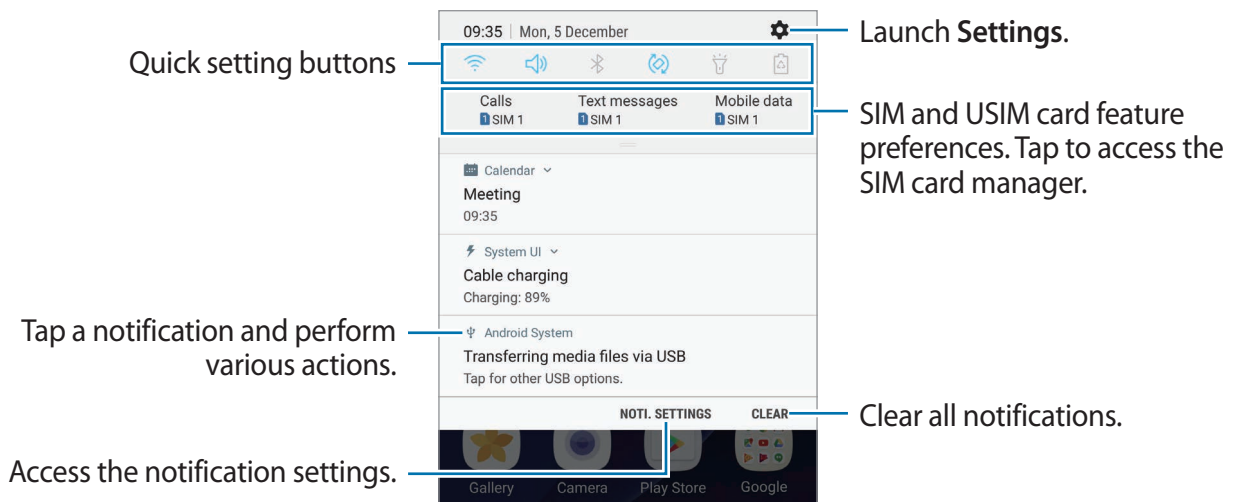 09:35 | Mon, 5 December
Launch Settings.
Quick setting buttons
Calls Text messages Mobile data
1 SIM 1 1 SIM 1 1 SIM 1
SIM and USIM card feature
preferences. Tap to access the
SIM card manager.
Calendar
Meeting
09:35
System UI
Cable charging
Charging: 89%
Tap a notification and perform
various actions.
Android System
Transferring media files via USB
Tap for other USB options.
NOTI. SETTINGS CLEAR
Clear all notifications.
Access the notification settings.
Gallery Camera Play Store Google